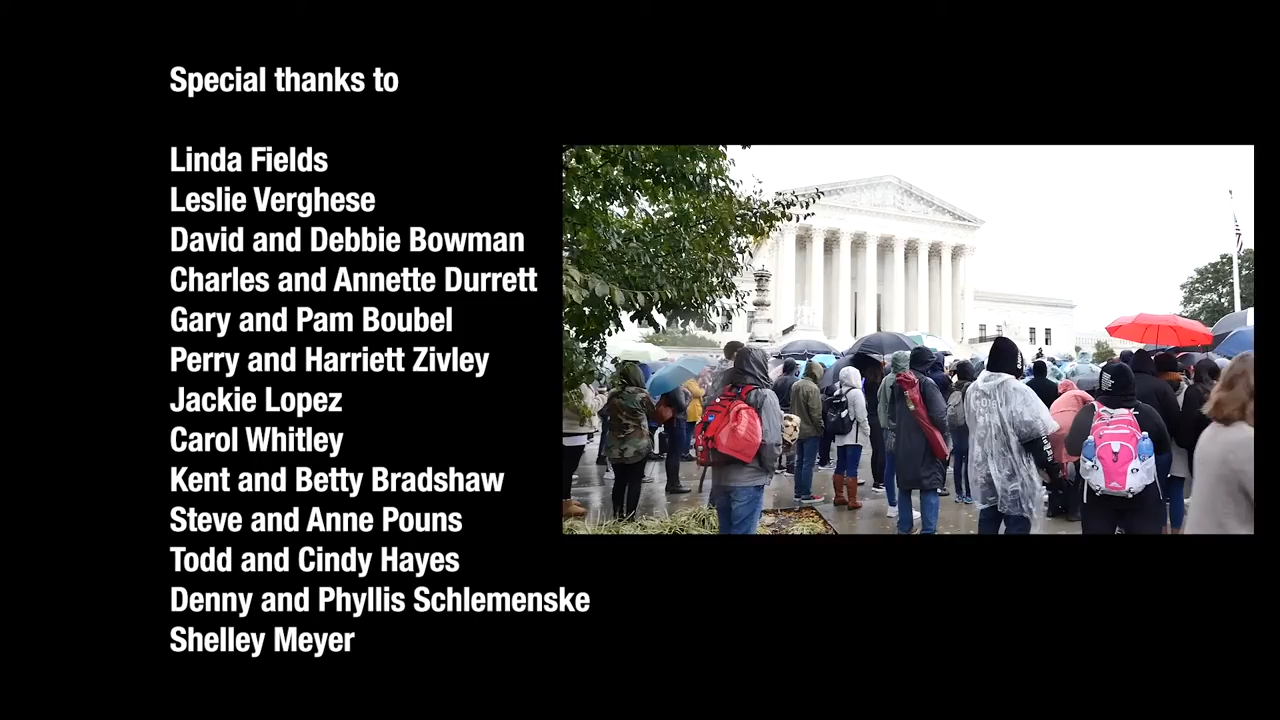 Special thanks to
Linda Fields
Leslie Verghese
David and Debbie Bowman
Charles and Annette Durrett
Gary and Pam Boubel
Perry and Harriett Zivley
Jackie Lopez
Carol Whitley
Kent and Betty Bradshaw
Steve and Anne Pouns
Todd and Cindy Hayes
Denny and Phyllis Schlemenske
Shelley Meyer